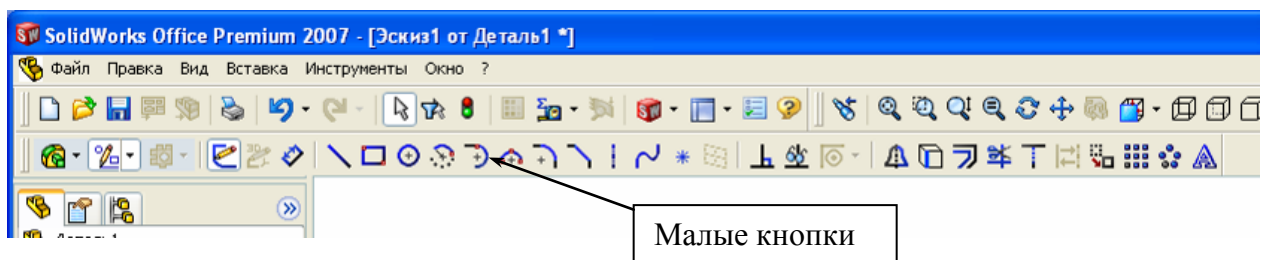 SolidWorks Office Premium 2007 - [Эскиз1 от Деталь1 *]
Файл Правка Вид Вставка Инструменты Окно ?
Малые кнопки